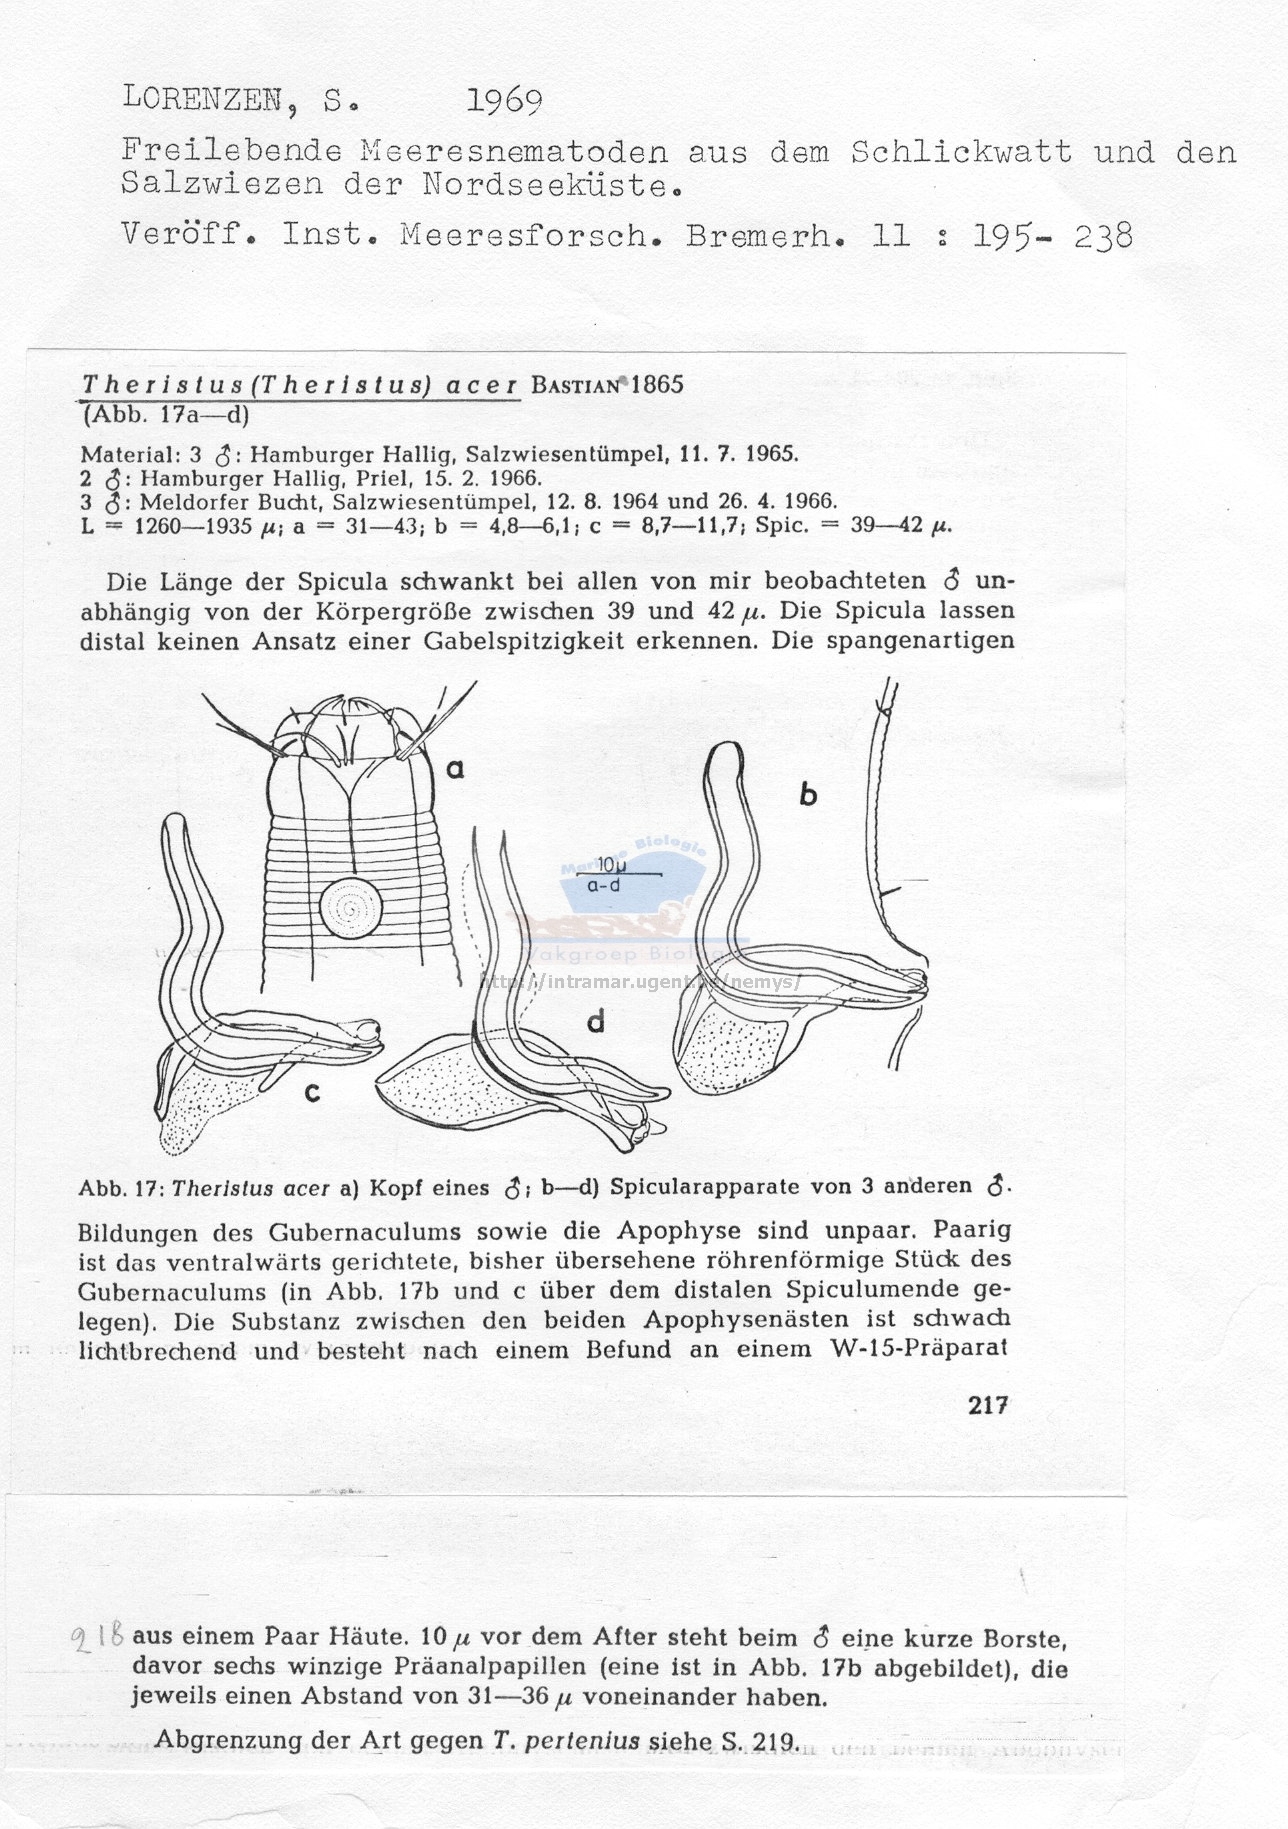 LORENZEN, S. 1969
Freilebende Meeresnematoden aus dem Schlickwatt und den
Salzwiezen der Nordseeküste.
Veröff. Inst. Meeresforsch. Bremerh. 11 : 195- 238
Theristus (Theristus) acer BASTIAN 1865
(Abb. 17a—d)
Material: 3 ♂: Hamburger Hallig, Salzwiesentümpel, 11. 7. 1965.
2 ♂: Hamburger Hallig, Priel, 15. 2. 1966.
3 ♂: Meldorfer Bucht, Salzwiesentümpel, 12. 8. 1964 und 26. 4. 1966.
L = 1260—1935 µ; a = 31—43; b = 4,8—6,1; c = 8,7—11,7; Spic. = 39—42 µ.
Die Länge der Spicula schwankt bei allen von mir beobachteten ♂ un-
abhängig von der Körpergröße zwischen 39 und 42 µ. Die Spicula lassen
distal keinen Ansatz einer Gabelspitzigkeit erkennen. Die spangenartigen
a
b
Marine Biologie
10µ
a-d
Vakgroep Biologie
http://intramar.ugent.be/nemys/
d
c
Abb. 17: Theristus acer a) Kopf eines ♂; b—d) Spicularapparate von 3 anderen ♂.
Bildungen des Gubernaculums sowie die Apophyse sind unpaar. Paarig
ist das ventralwärts gerichtete, bisher übersehene röhrenförmige Stück des
Gubernaculums (in Abb. 17b und c über dem distalen Spiculumende ge-
legen). Die Substanz zwischen den beiden Apophysenästen ist schwach
lichtbrechend und besteht nach einem Befund an einem W-15-Präparat
217
218 aus einem Paar Häute. 10 µ vor dem After steht beim ♂ eine kurze Borste,
davor sechs winzige Präanalpapillen (eine ist in Abb. 17b abgebildet), die
jeweils einen Abstand von 31—36 µ voneinander haben.
Abgrenzung der Art gegen T. pertenius siehe S. 219.